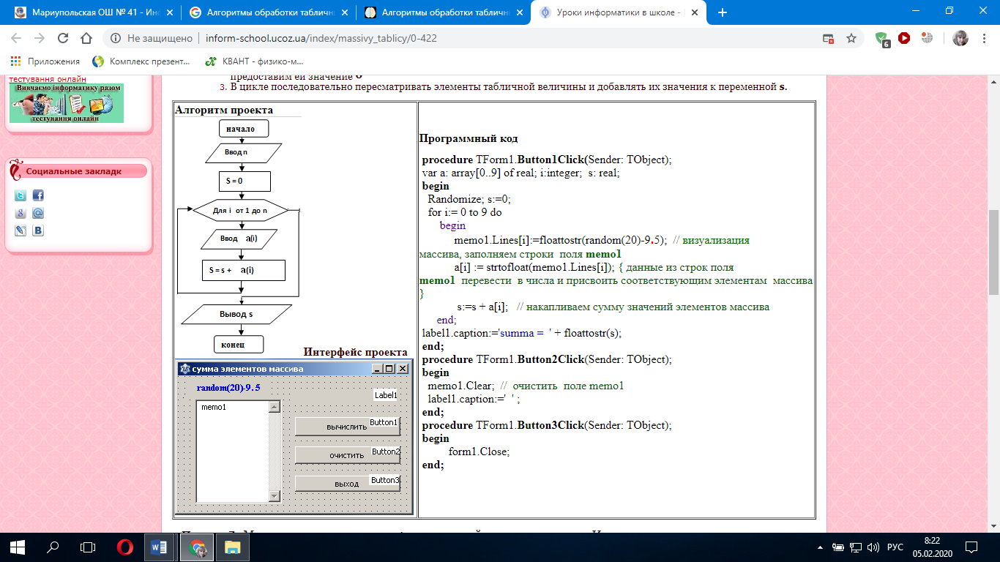 Мариупольская ОШ № 41 - Ин
Алгоритмы обработки табличн
Алгоритмы обработки табличн
Уроки информатики в школе -
Не защищено
inform-school.ucoz.ua/index/massivy_tablicy/0-422
6
Приложения
Комплекс презент...
КВАНТ - физико-м...
тестування онлайн
Вивчаємо інформатику разом
тестування онлайн
Социальные закладк
предоставим ей значение 0
3. В цикле последовательно пересматривать элементы табличной величины и добавлять их значения к переменной s.
Алгоритм проекта
начало
Ввод n
S = 0
Для i от 1 до n
Ввод a(i)
S = s + a(i)
Вывод s
конец
Интерфейс проекта
сумма элементов массива
random(20)-9.5
Label1
memo1
вычислить Button1
очистить Button2
выход Button3
Программный код
procedure TForm1.Button1Click(Sender: TObject);
var a: array[0..9] of real; i:integer; s: real;
begin
Randomize; s:=0;
for i:= 0 to 9 do
begin
memo1.Lines[i]:=floattostr(random(20)-9.5); // визуализация
массива, заполняем строки поля memo1
a[i] := strtofloat(memo1.Lines[i]); { данные из строк поля
memo1 перевести в числа и присвоить соответствующим элементам массива
}
s:=s + a[i]; // накапливаем сумму значений элементов массива
end;
label1.caption:='summa = ' + floattostr(s);
end;
procedure TForm1.Button2Click(Sender: TObject);
begin
memo1.Clear; // очистить поле memo1
label1.caption:=' ' ;
end;
procedure TForm1.Button3Click(Sender: TObject);
begin
form1.Close;
end;
РУС
8:22
05.02.2020